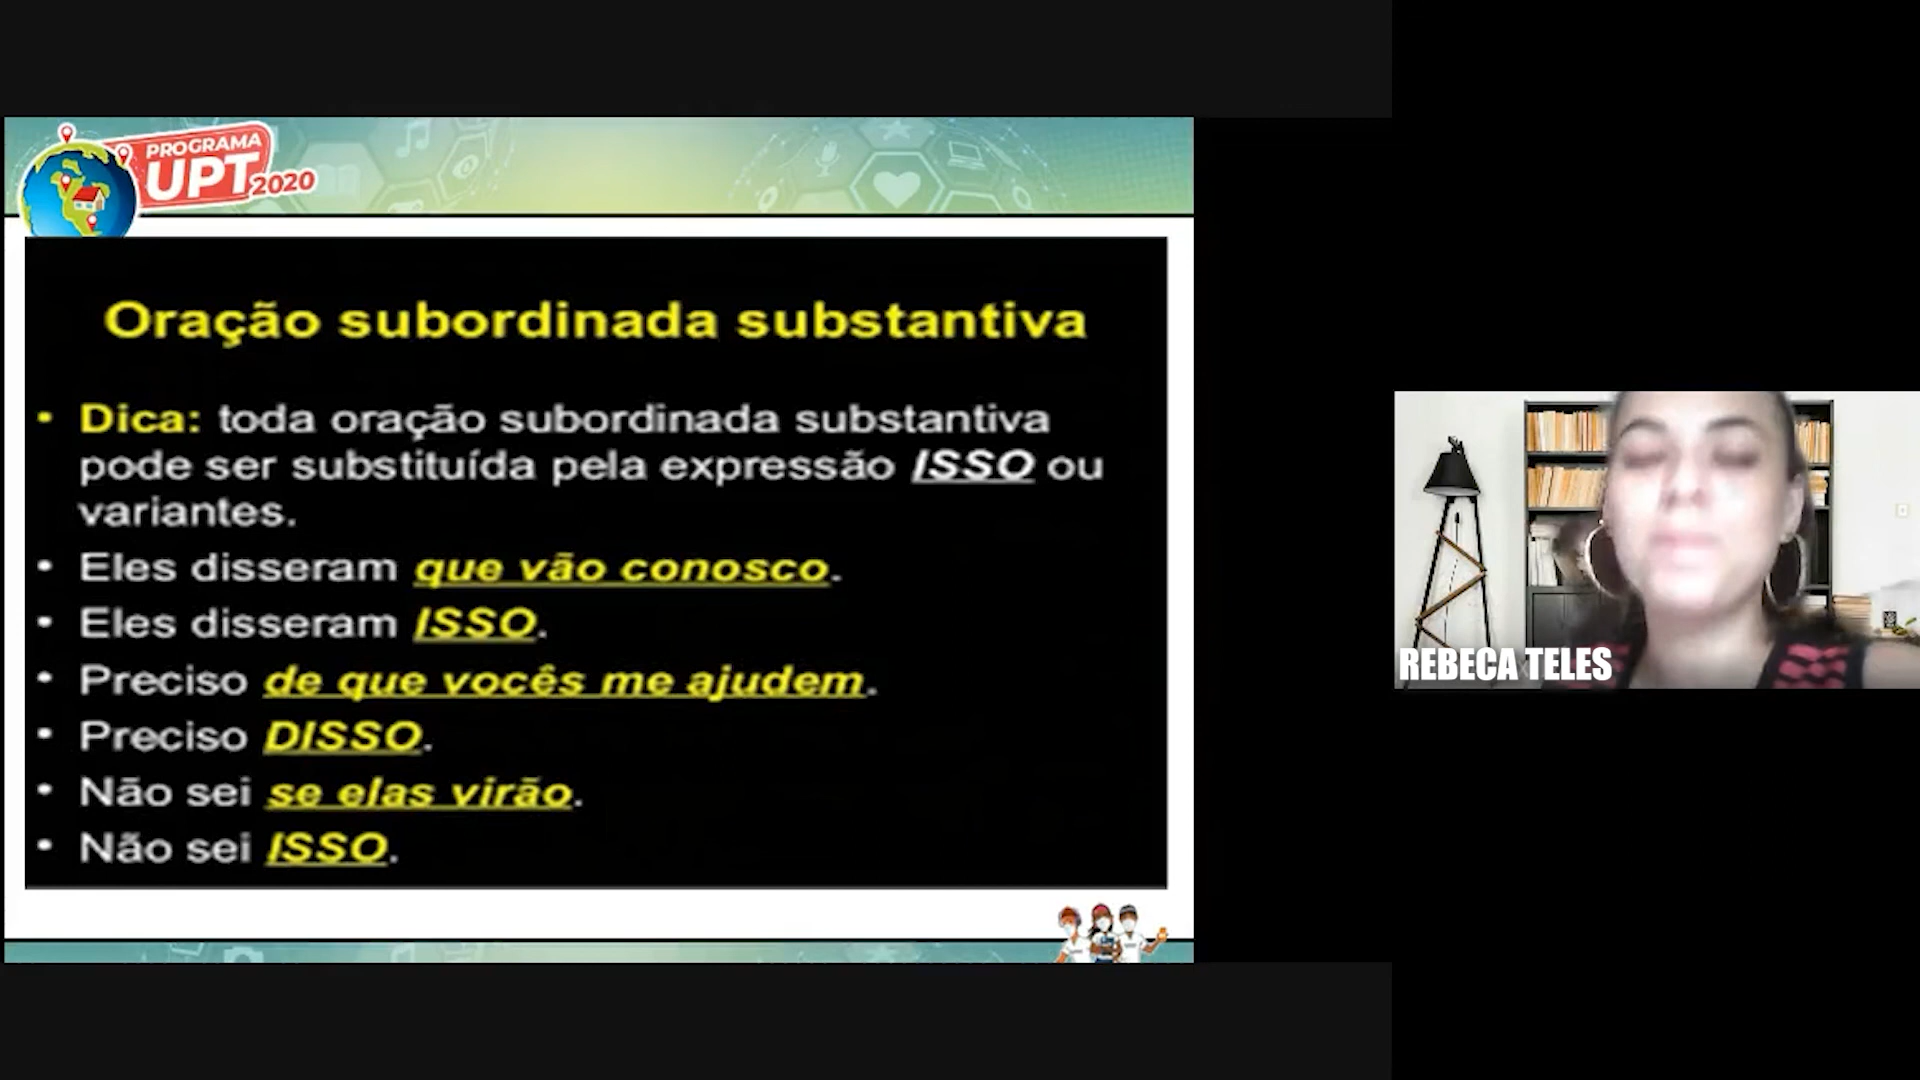 PROGRAMA
UPT 2020
Oração subordinada substantiva
• Dica: toda oração subordinada substantiva
pode ser substituída pela expressão ISSO ou
variantes.
• Eles disseram que vão conosco.
• Eles disseram ISSO.
• Preciso de que vocês me ajudem.
• Preciso DISSO.
• Não sei se elas virão.
• Não sei ISSO.
REBECA TELES